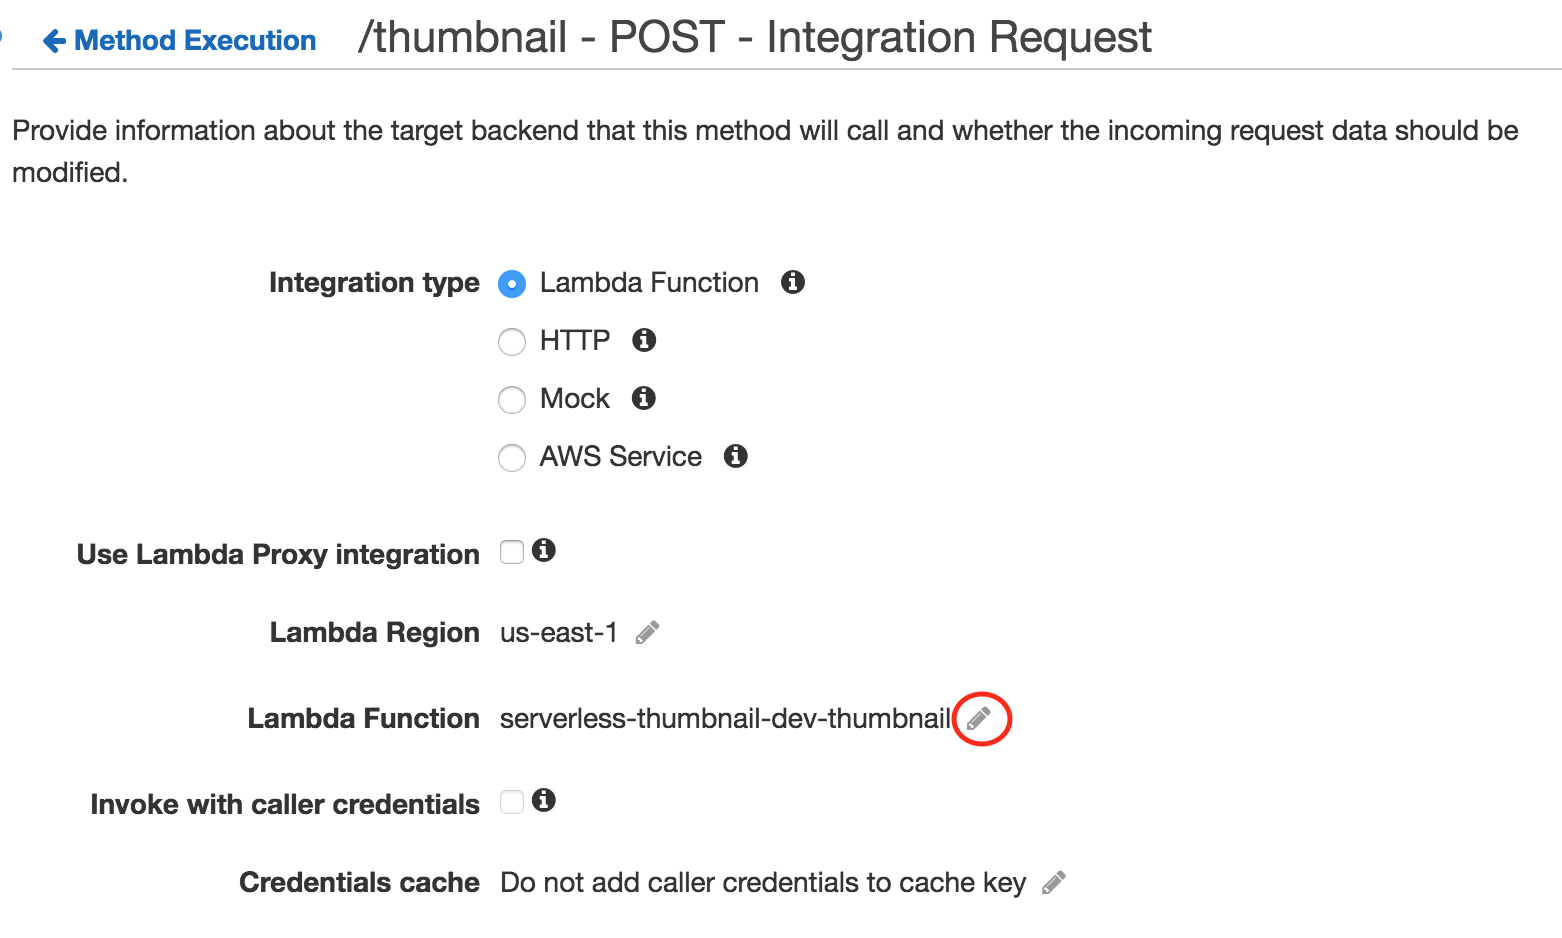 Method Execution /thumbnail - POST - Integration Request
Provide information about the target backend that this method will call and whether the incoming request data should be
modified.
Integration type Lambda Function
HTTP
Mock
AWS Service
Use Lambda Proxy integration
Lambda Region us-east-1
Lambda Function serverless-thumbnail-dev-thumbnail
Invoke with caller credentials
Credentials cache Do not add caller credentials to cache key